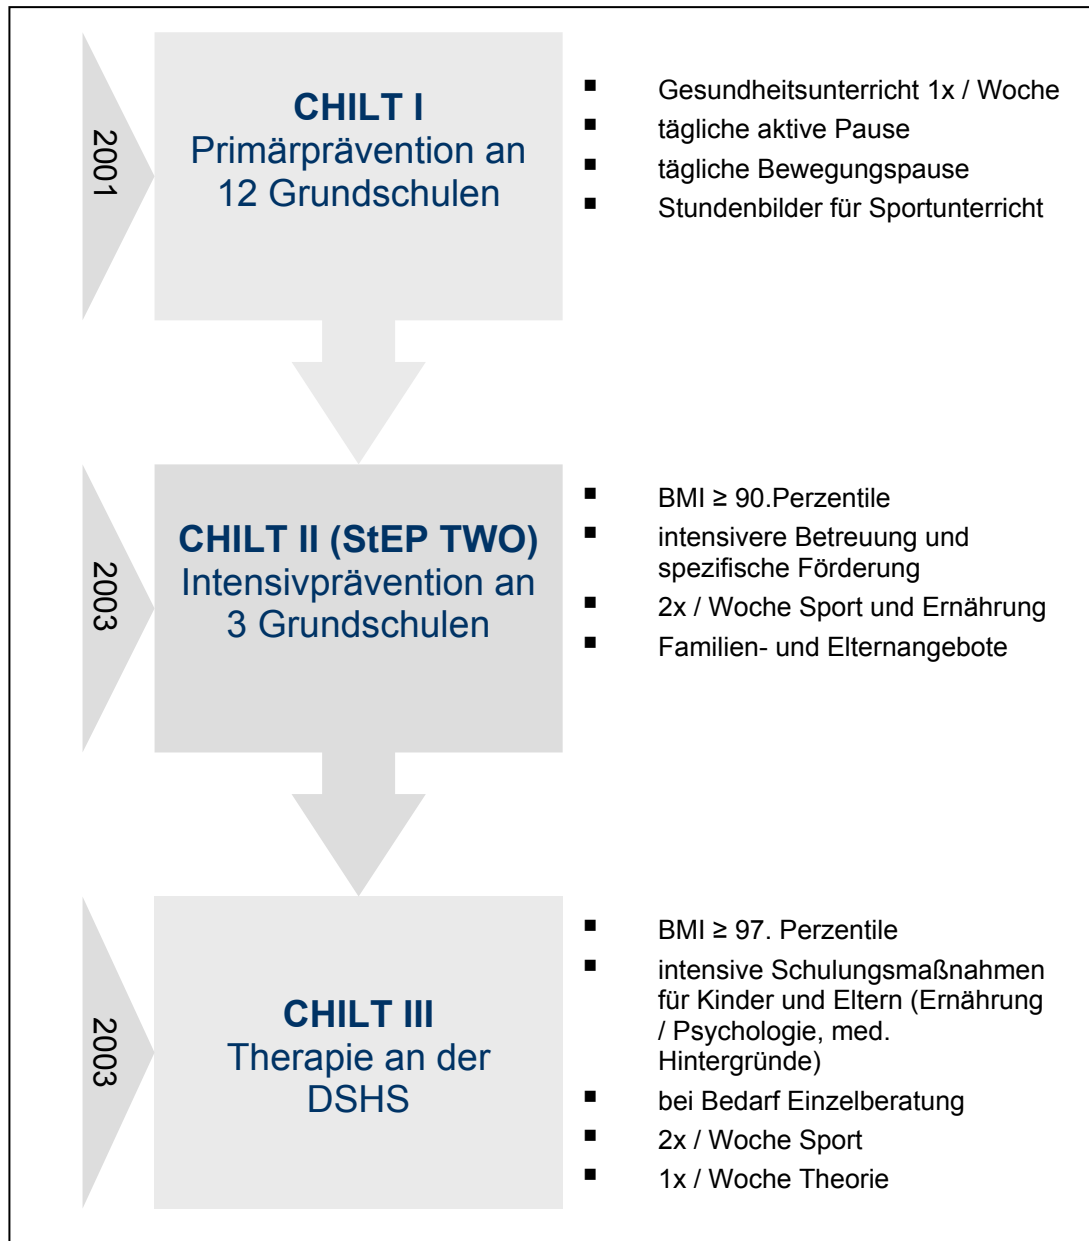 2001
CHILT I
Primärprävention an
12 Grundschulen
▪ Gesundheitsunterricht 1x / Woche
▪ tägliche aktive Pause
▪ tägliche Bewegungspause
▪ Stundenbilder für Sportunterricht
2003
CHILT II (StEP TWO)
Intensivprävention an
3 Grundschulen
▪ BMI ≥ 90.Perzentile
▪ intensivere Betreuung und
spezifische Förderung
▪ 2x / Woche Sport und Ernährung
▪ Familien- und Elternangebote
2003
CHILT III
Therapie an der
DSHS
▪ BMI ≥ 97. Perzentile
▪ intensive Schulungsmaßnahmen
für Kinder und Eltern (Ernährung
/ Psychologie, med.
Hintergründe)
▪ bei Bedarf Einzelberatung
▪ 2x / Woche Sport
▪ 1x / Woche Theorie